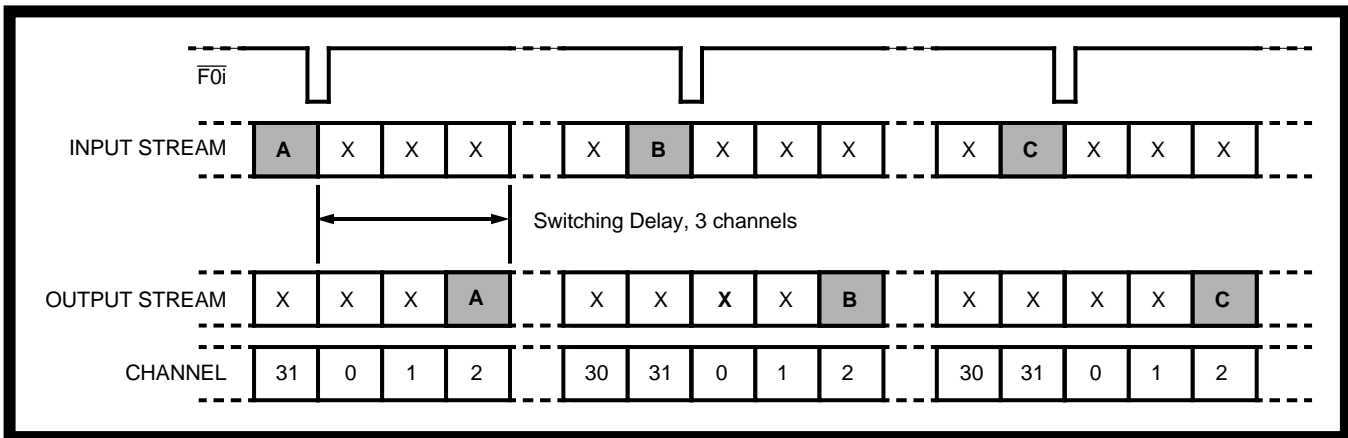 F0i
INPUT STREAM A X X X X B X X X X C X X X
Switching Delay, 3 channels
OUTPUT STREAM X X X A X X X X B X X X X C
CHANNEL 31 0 1 2 30 31 0 1 2 30 31 0 1 2